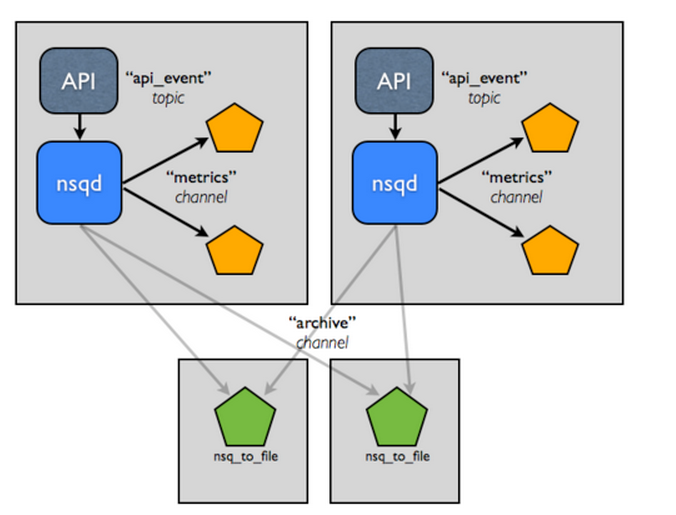 API
“api_event”
topic
nsqd
“metrics”
channel
API
“api_event”
topic
nsqd
“metrics”
channel
“archive”
channel
nsq_to_file
nsq_to_file